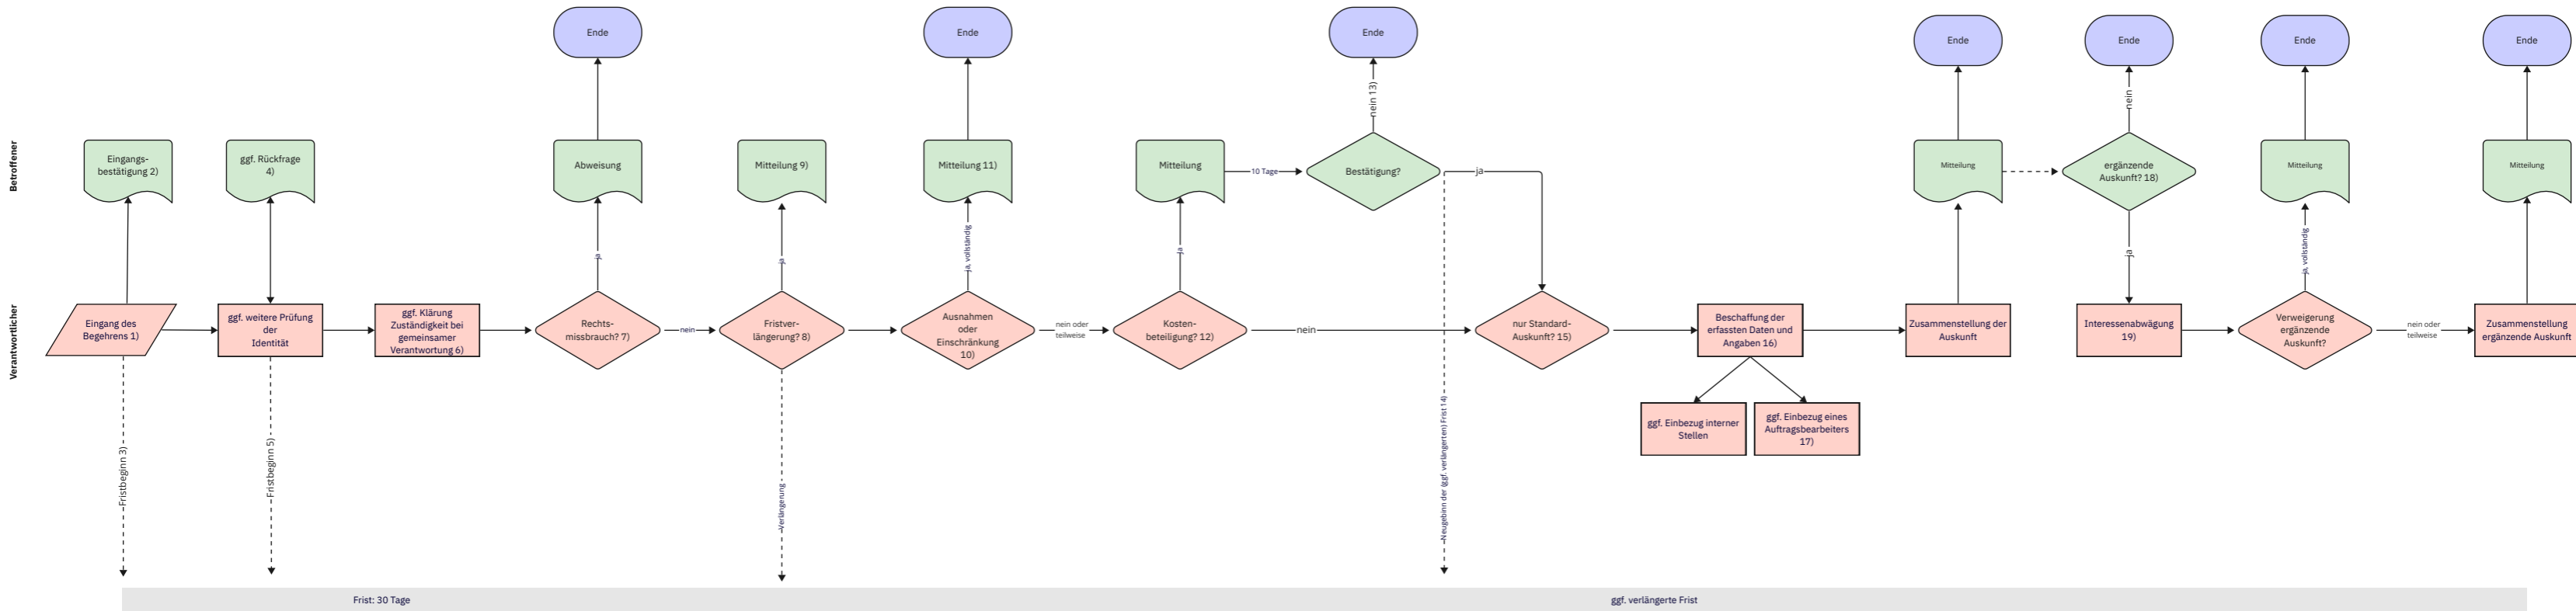 Ende
Ende
Ende
Ende
Ende
Ende
Ende
nein 13)
nein
Betroffener
Eingangs-
bestätigung 2)
ggf. Rückfrage
4)
Abweisung
Mitteilung 9)
Mitteilung 11)
Mitteilung
10 Tage
Bestätigung?
ja
Mitteilung
ergänzende
Auskunft? 18)
Mitteilung
Mitteilung
ja
ja
ja, vollständig
ja
ja
ja, vollständig
Verantwortlicher
Eingang des
Begehrens 1)
ggf. weitere Prüfung
der
Identität
ggf. Klärung
Zuständigkeit bei
gemeinsamer
Verantwortung 6)
Rechts-
missbrauch? 7)
nein
Fristver-
längerung? 8)
Ausnahmen
oder
Einschränkung
10)
nein oder
teilweise
Kosten-
beteiligung? 12)
nein
nur Standard-
Auskunft? 15)
Beschaffung der
erfassten Daten und
Angaben 16)
Zusammenstellung der
Auskunft
Interessenabwägung
19)
Verweigerung
ergänzende
Auskunft?
nein oder
teilweise
Zusammenstellung
ergänzende Auskunft
ggf. Einbezug interner
Stellen
ggf. Einbezug eines
Auftragsbearbeiters
17)
Fristbeginn 3)
Fristbeginn 5)
Verlängerung
Neugebinn der (ggf. verlängerten) Frist 14)
Frist: 30 Tage
ggf. verlängerte Frist